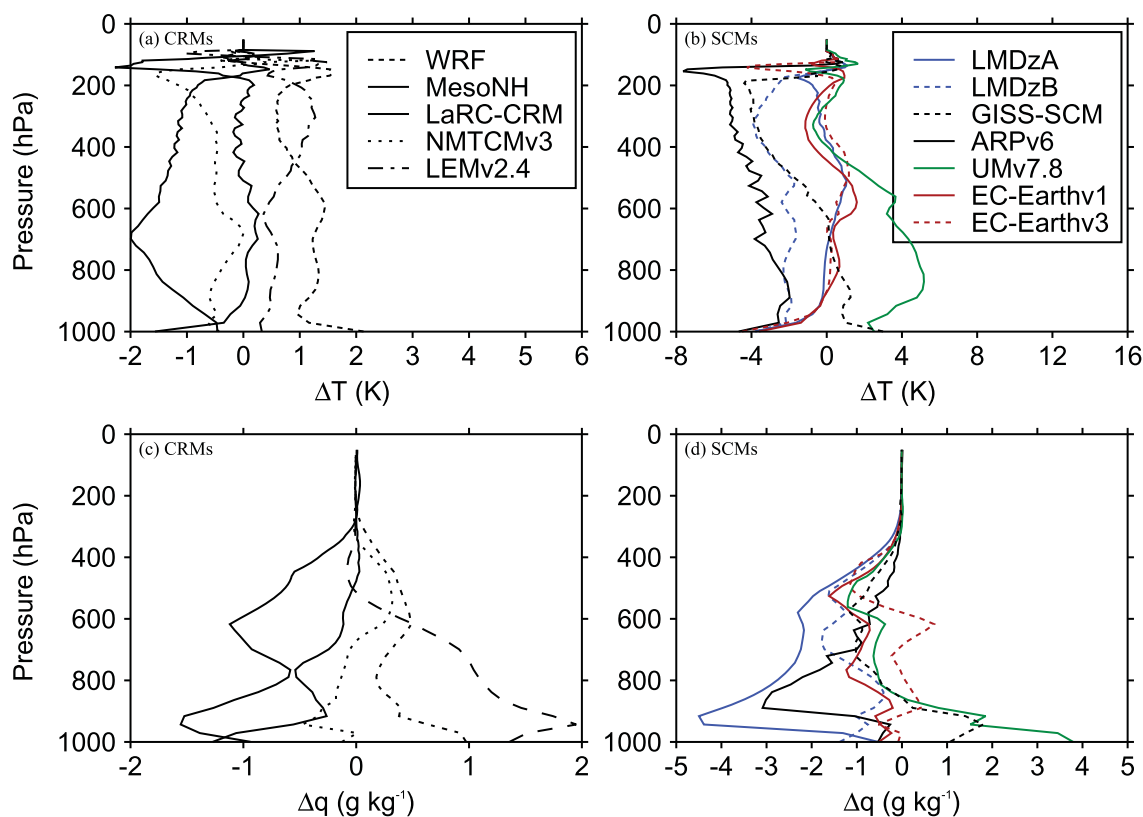 (a) CRMs
WRF
MesoNH
LaRC-CRM
NMTCMv3
LEMv2.4
0
200
400
600
800
1000
Pressure (hPa)
-2 -1 0 1 2 3 4 5 6
ΔT (K)
(b) SCMs
LMDzA
LMDzB
GISS-SCM
ARPv6
UMv7.8
EC-Earthv1
EC-Earthv3
0
200
400
600
800
1000
-8 -4 0 4 8 12 16
ΔT (K)
(c) CRMs
0
200
400
600
800
1000
Pressure (hPa)
-2 -1 0 1 2
Δq (g kg⁻¹)
(d) SCMs
0
200
400
600
800
1000
-5 -4 -3 -2 -1 0 1 2 3 4 5
Δq (g kg⁻¹)